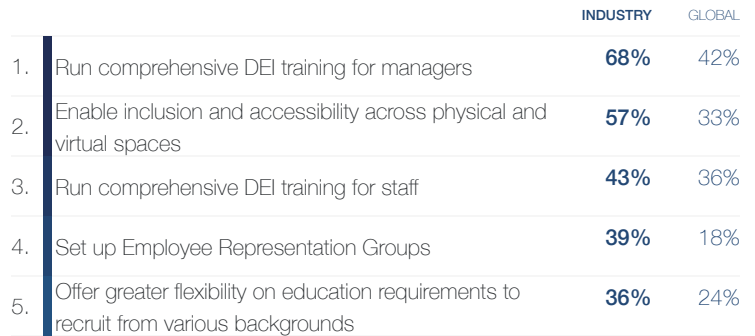 INDUSTRY GLOBAL
1. Run comprehensive DEI training for managers 68% 42%
2. Enable inclusion and accessibility across physical and
virtual spaces 57% 33%
3. Run comprehensive DEI training for staff 43% 36%
4. Set up Employee Representation Groups 39% 18%
5. Offer greater flexibility on education requirements to
recruit from various backgrounds 36% 24%